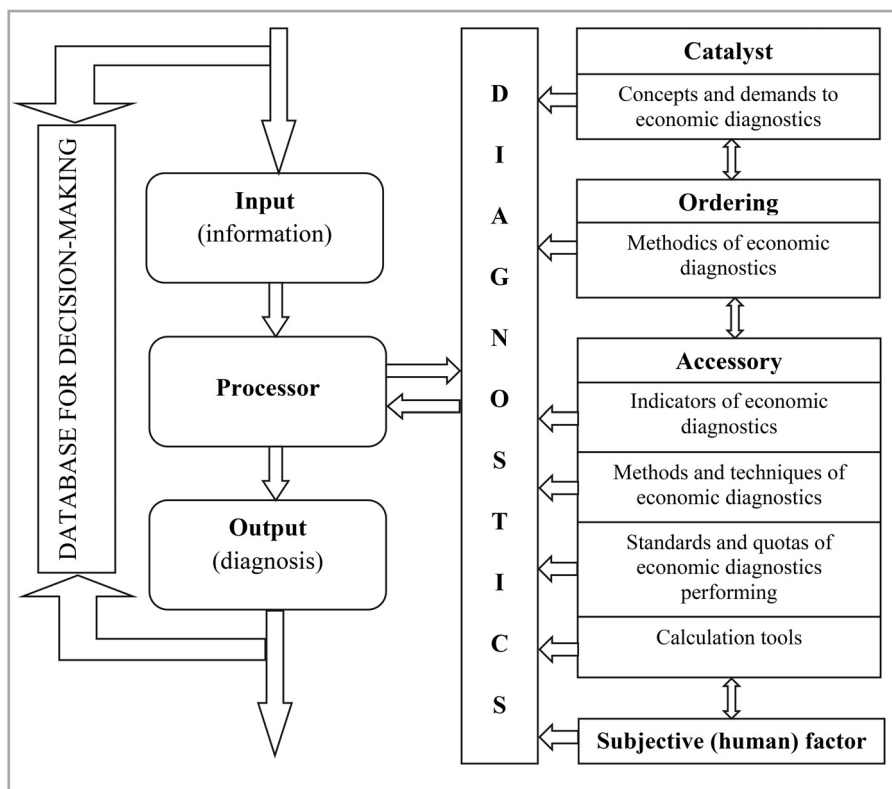 DATABASE FOR DECISION-MAKING
Input
(information)
Processor
Output
(diagnosis)
D
I
A
G
N
O
S
T
I
C
S
Catalyst
Concepts and demands to
economic diagnostics
Ordering
Methodics of economic
diagnostics
Accessory
Indicators of economic
diagnostics
Methods and techniques of
economic diagnostics
Standards and quotas of
economic diagnostics
performing
Calculation tools
Subjective (human) factor